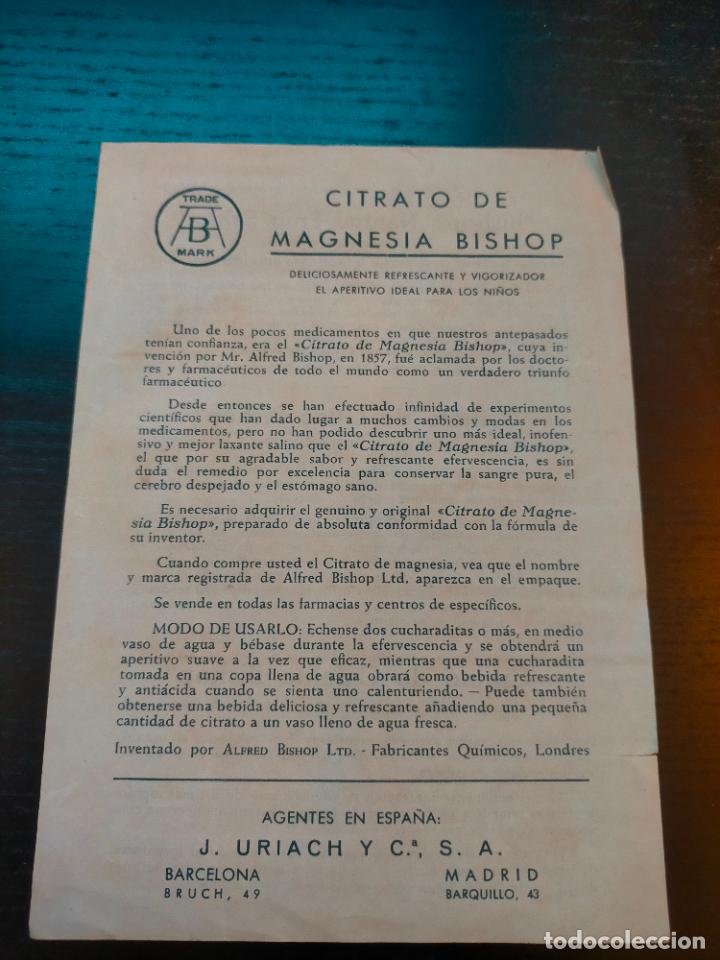 TRADE
AB
MARK
CITRATO DE
MAGNESIA BISHOP
DELICIOSAMENTE REFRESCANTE Y VIGORIZADOR
EL APERITIVO IDEAL PARA LOS NIÑOS
Uno de los pocos medicamentos en que nuestros antepasados
tenían confianza, era el «Citrato de Magnesia Bishop», cuya in-
vención por Mr. Alfred Bishop, en 1857, fué aclamada por los docto-
res y farmacéuticos de todo el mundo como un verdadero triunfo
farmacéutico
Desde entonces se han efectuado infinidad de experimentos
científicos que han dado lugar a muchos cambios y modas en los
medicamentos, pero no han podido descubrir uno más ideal, inofen-
sivo y mejor laxante salino que el «Citrato de Magnesia Bishop»,
el que por su agradable sabor y refrescante efervescencia, es sin
duda el remedio por excelencia para conservar la sangre pura, el
cerebro despejado y el estómago sano.
Es necesario adquirir el genuino y original «Citrato de Magne-
sia Bishop», preparado de absoluta conformidad con la fórmula de
su inventor.
Cuando compre usted el Citrato de magnesia, vea que el nombre
y marca registrada de Alfred Bishop Ltd. aparezca en el empaque.
Se vende en todas las farmacias y centros de específicos.
MODO DE USARLO: Echense dos cucharaditas o más, en medio
vaso de agua y bébase durante la efervescencia y se obtendrá un
aperitivo suave a la vez que eficaz, mientras que una cucharadita
tomada en una copa llena de agua obrará como bebida refrescante
y antiácida cuando se sienta uno calenturiendo. — Puede también
obtenerse una bebida deliciosa y refrescante añadiendo una pequeña
cantidad de citrato a un vaso lleno de agua fresca.
Inventado por ALFRED BISHOP LTD. - Fabricantes Químicos, Londres
AGENTES EN ESPAÑA:
J. URIACH Y C.ª, S. A.
BARCELONA MADRID
BRUCH, 49 BARQUILLO, 43
todocoleccion